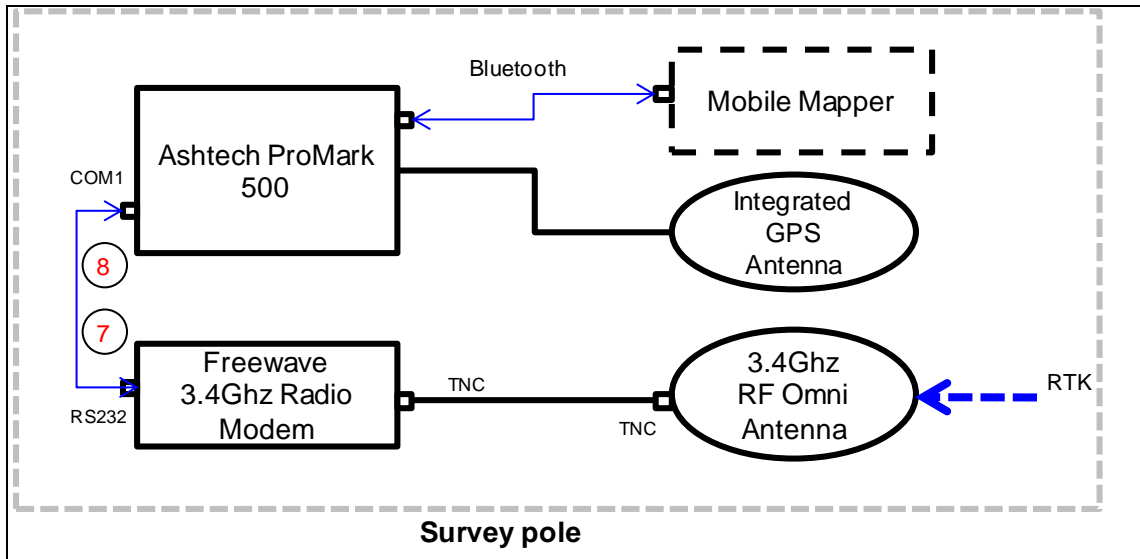 Bluetooth
Mobile Mapper
Ashtech ProMark
500
COM1
Integrated
GPS
Antenna
8
7
Freewave
3.4Ghz Radio
Modem
RS232
TNC
TNC
3.4Ghz
RF Omni
Antenna
RTK
Survey pole